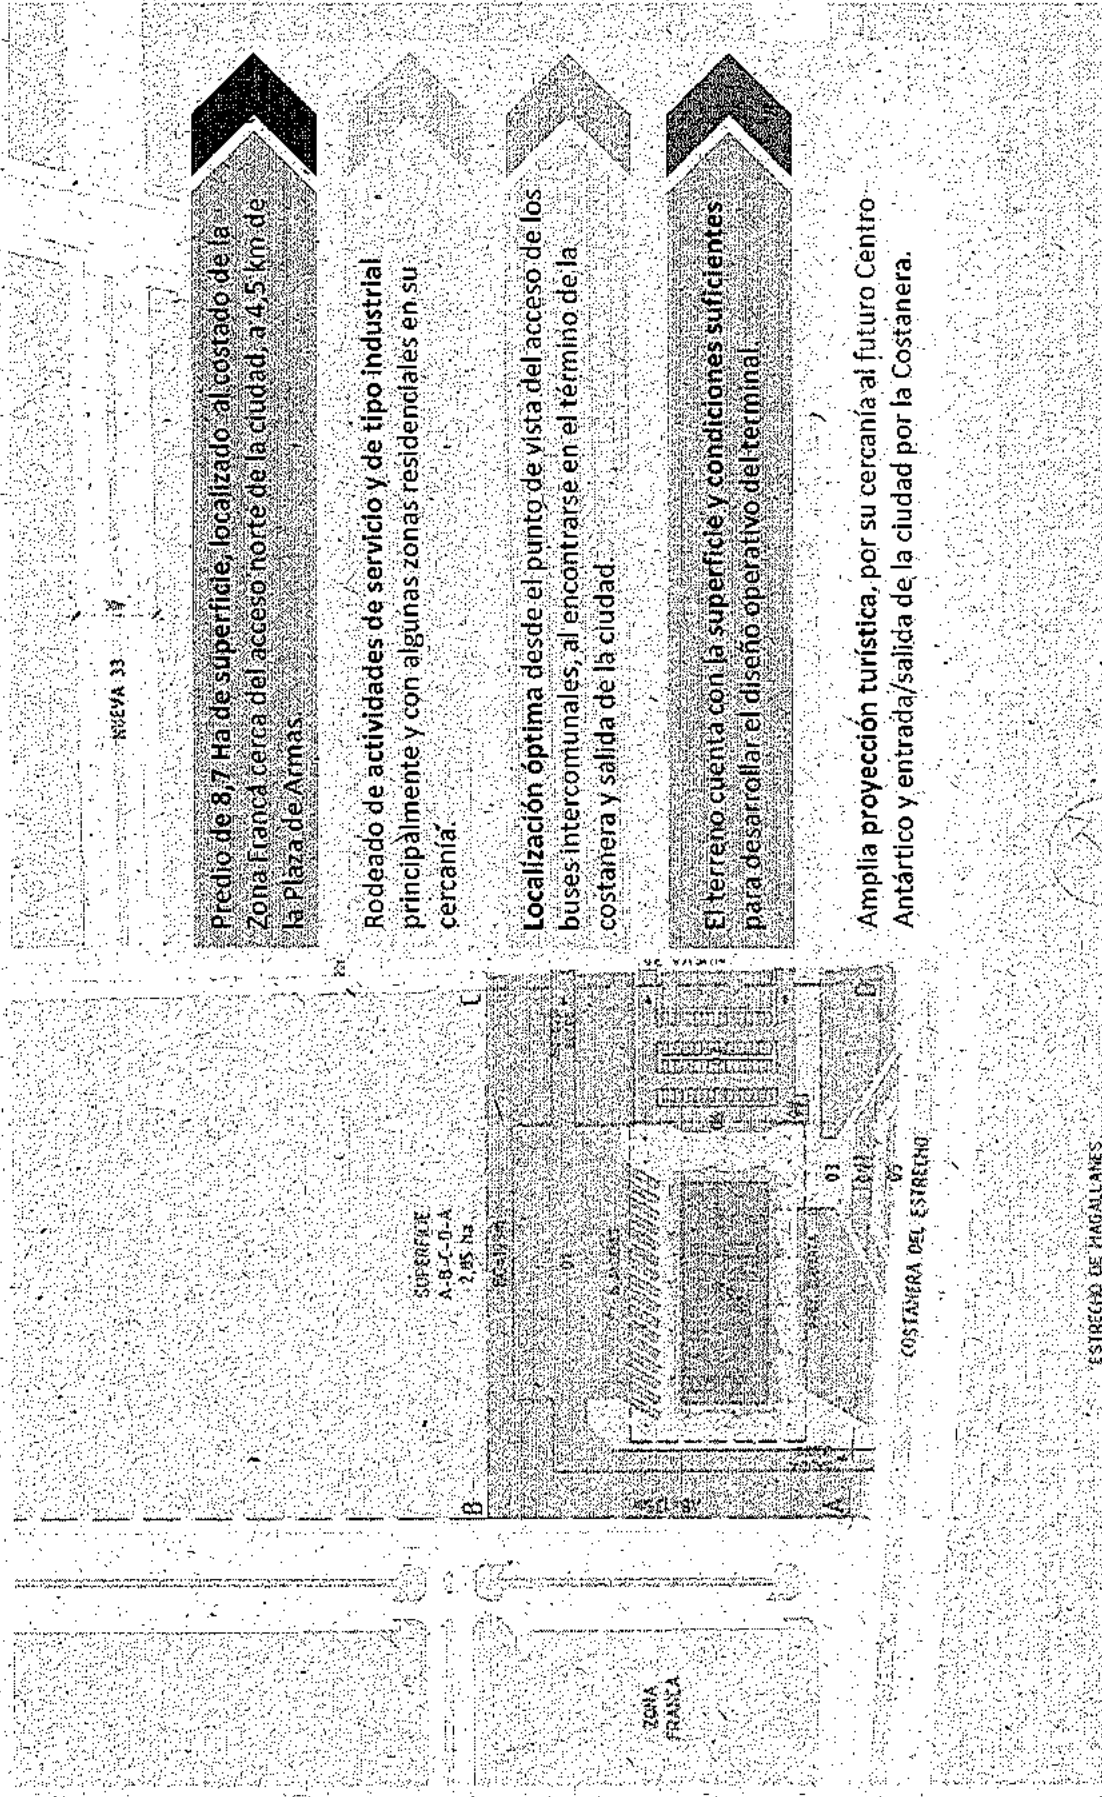 Predio de 8,7 Ha de superficie, localizado al costado de la
Zona Franca cerca del acceso norte de la ciudad, a 4,5 km de
la Plaza de Armas.
Rodeado de actividades de servicio y de tipo industrial
principalmente y con algunas zonas residenciales en su
cercanía.
Localización óptima desde el punto de vista del acceso de los
buses intercomunales, al encontrarse en el término de la
costanera y salida de la ciudad.
El terreno cuenta con la superficie y condiciones suficientes
para desarrollar el diseño operativo del terminal
Amplia proyección turística, por su cercanía al futuro Centro
Antártico y entrada/salida de la ciudad por la Costanera.
NUEVA 33
SUPERFICIE
A-B-C-D-A
2,85 ha
B
C
A
D
03
ZONA
FRANCA
COSTANERA DEL ESTRECHO
ESTRECHO DE MAGALLANES